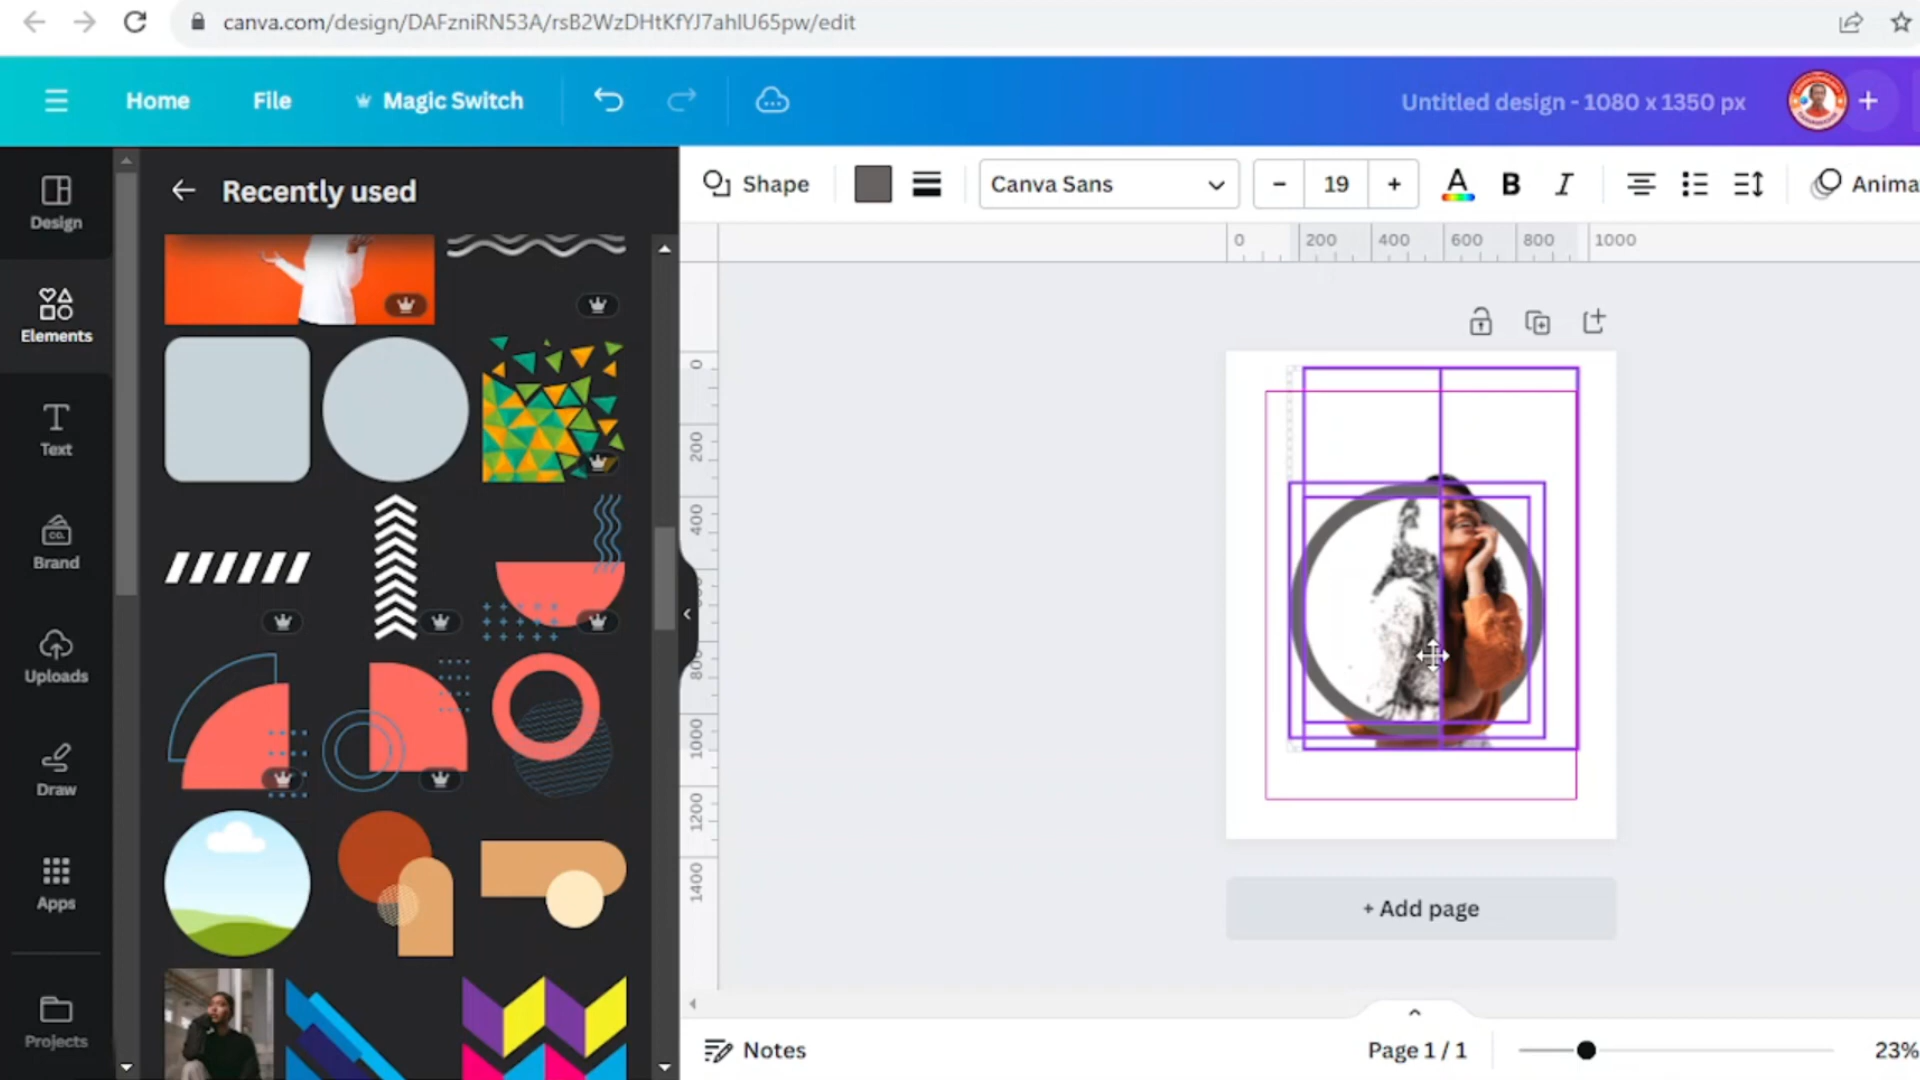 canva.com/design/DAFzniRN53A/rsB2WzDHtKfYJ7ahlU65pw/edit
Home
File
Magic Switch
Untitled design - 1080 x 1350 px
Design
Elements
Text
Brand
Uploads
Draw
Apps
Projects
Recently used
Shape
Canva Sans
19
A
B
I
Anima
0 200 400 600 800 1000
0
200
400
1000
1200
1400
+ Add page
Notes
Page 1 / 1
23%